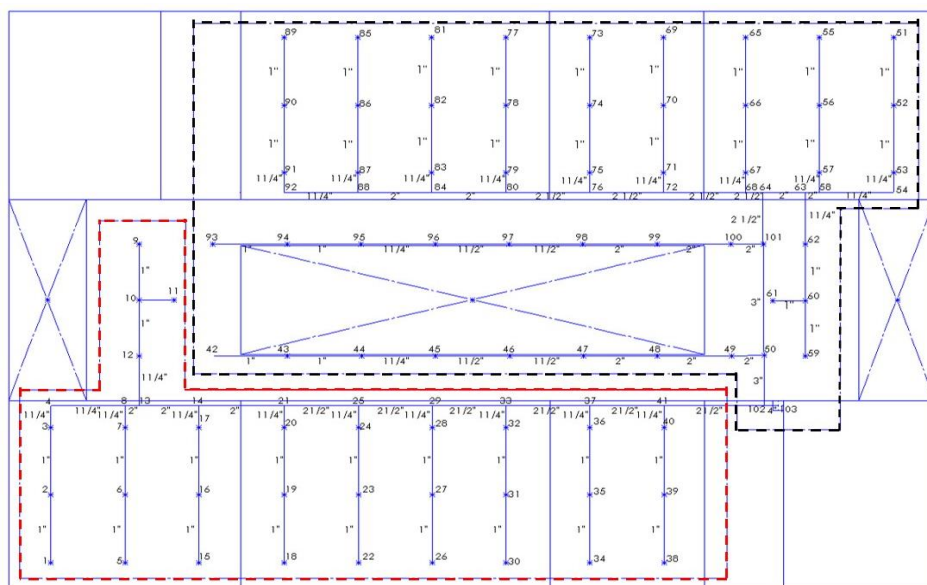 89 85 81 77 73 69 65 55 51
1" 1" 1" 1" 1" 1" 1" 1" 1"
90 86 82 78 74 70 66 56 52
1" 1" 1" 1" 1" 1" 1" 1" 1"
91 87 83 79 75 71 67 57 53
11/4" 11/4" 11/4" 11/4" 11/4" 11/4" 11/4" 11/4" 11/4"
92 88 84 80 76 72 68 64 63 58 54
11/4" 2" 2" 2 1/2" 2 1/2" 2 1/2" 2 1/2" 2" 11/4"
2 1/2" 11/4"
9 93 94 95 96 97 98 99 100 101 62
1" 1" 11/4" 11/2" 11/2" 2" 2" 2"
1" 1"
10 11 61 60
3" 1"
1" 1"
12 42 43 44 45 46 47 48 49 50 59
1" 1" 11/4" 11/2" 11/2" 2" 2" 2"
11/4" 3"
4 8 13 14 21 25 29 33 37 41 102 4" 103
11/4" 2" 2" 2" 21/2" 21/2" 21/2" 21/2" 21/2" 21/2"
11/4" 11/4" 11/4" 11/4" 11/4" 11/4" 11/4" 11/4" 11/4"
3 7 17 20 24 28 32 36 40
1" 1" 1" 1" 1" 1" 1" 1" 1"
2 6 16 19 23 27 31 35 39
1" 1" 1" 1" 1" 1" 1" 1" 1"
1 5 15 18 22 26 30 34 38